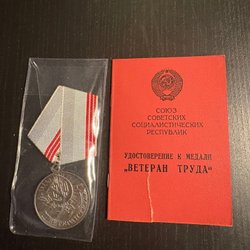 СОЮЗ
СОВЕТСКИХ
СОЦИАЛИСТИЧЕСКИХ
РЕСПУБЛИК
УДОСТОВЕРЕНИЕ К МЕДАЛИ
„ВЕТЕРАН ТРУДА“